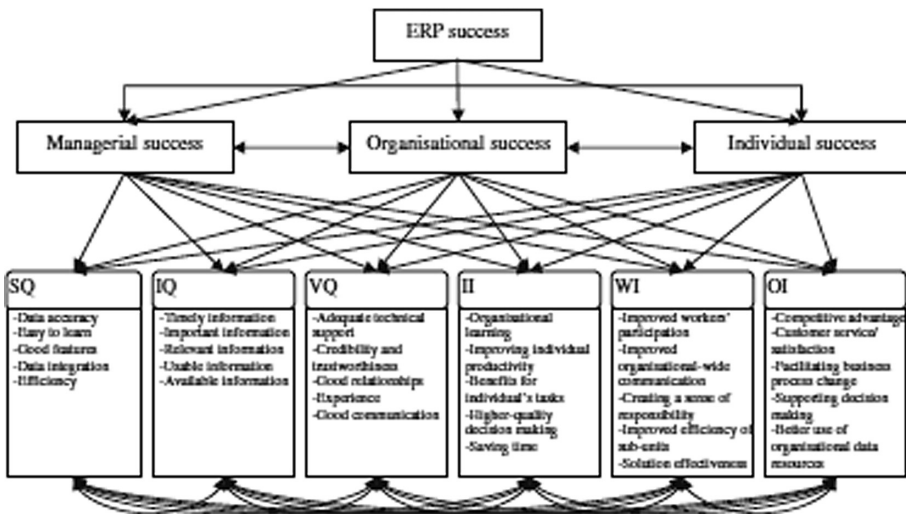 ERP success
Managerial success
Organisational success
Individual success
SQ
-Data accuracy
-Easy to learn
-Good features
-Data integration
-Efficiency
IQ
-Timely information
-Important information
-Relevant information
-Usable information
-Available information
VQ
-Adequate technical
support
-Credibility and
trustworthiness
-Good relationships
-Experience
-Good communication
II
-Organisational
learning
-Improving individual
productivity
-Benefits for
individual's tasks
-Higher-quality
decision making
-Saving time
WI
-Improved workers'
participation
-Improved
organisational-wide
communication
-Creating a sense of
responsibility
-Improved efficiency of
sub-units
-Solution effectiveness
OI
-Competitive advantage
-Customer service/
satisfaction
-Facilitating business
process change
-Supporting decision
making
-Better use of
organisational data
resources